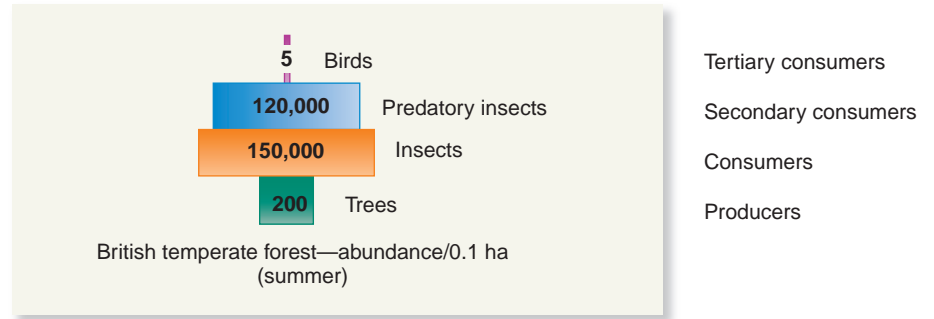 5 Birds Tertiary consumers
120,000 Predatory insects Secondary consumers
150,000 Insects Consumers
200 Trees Producers
British temperate forest—abundance/0.1 ha
(summer)